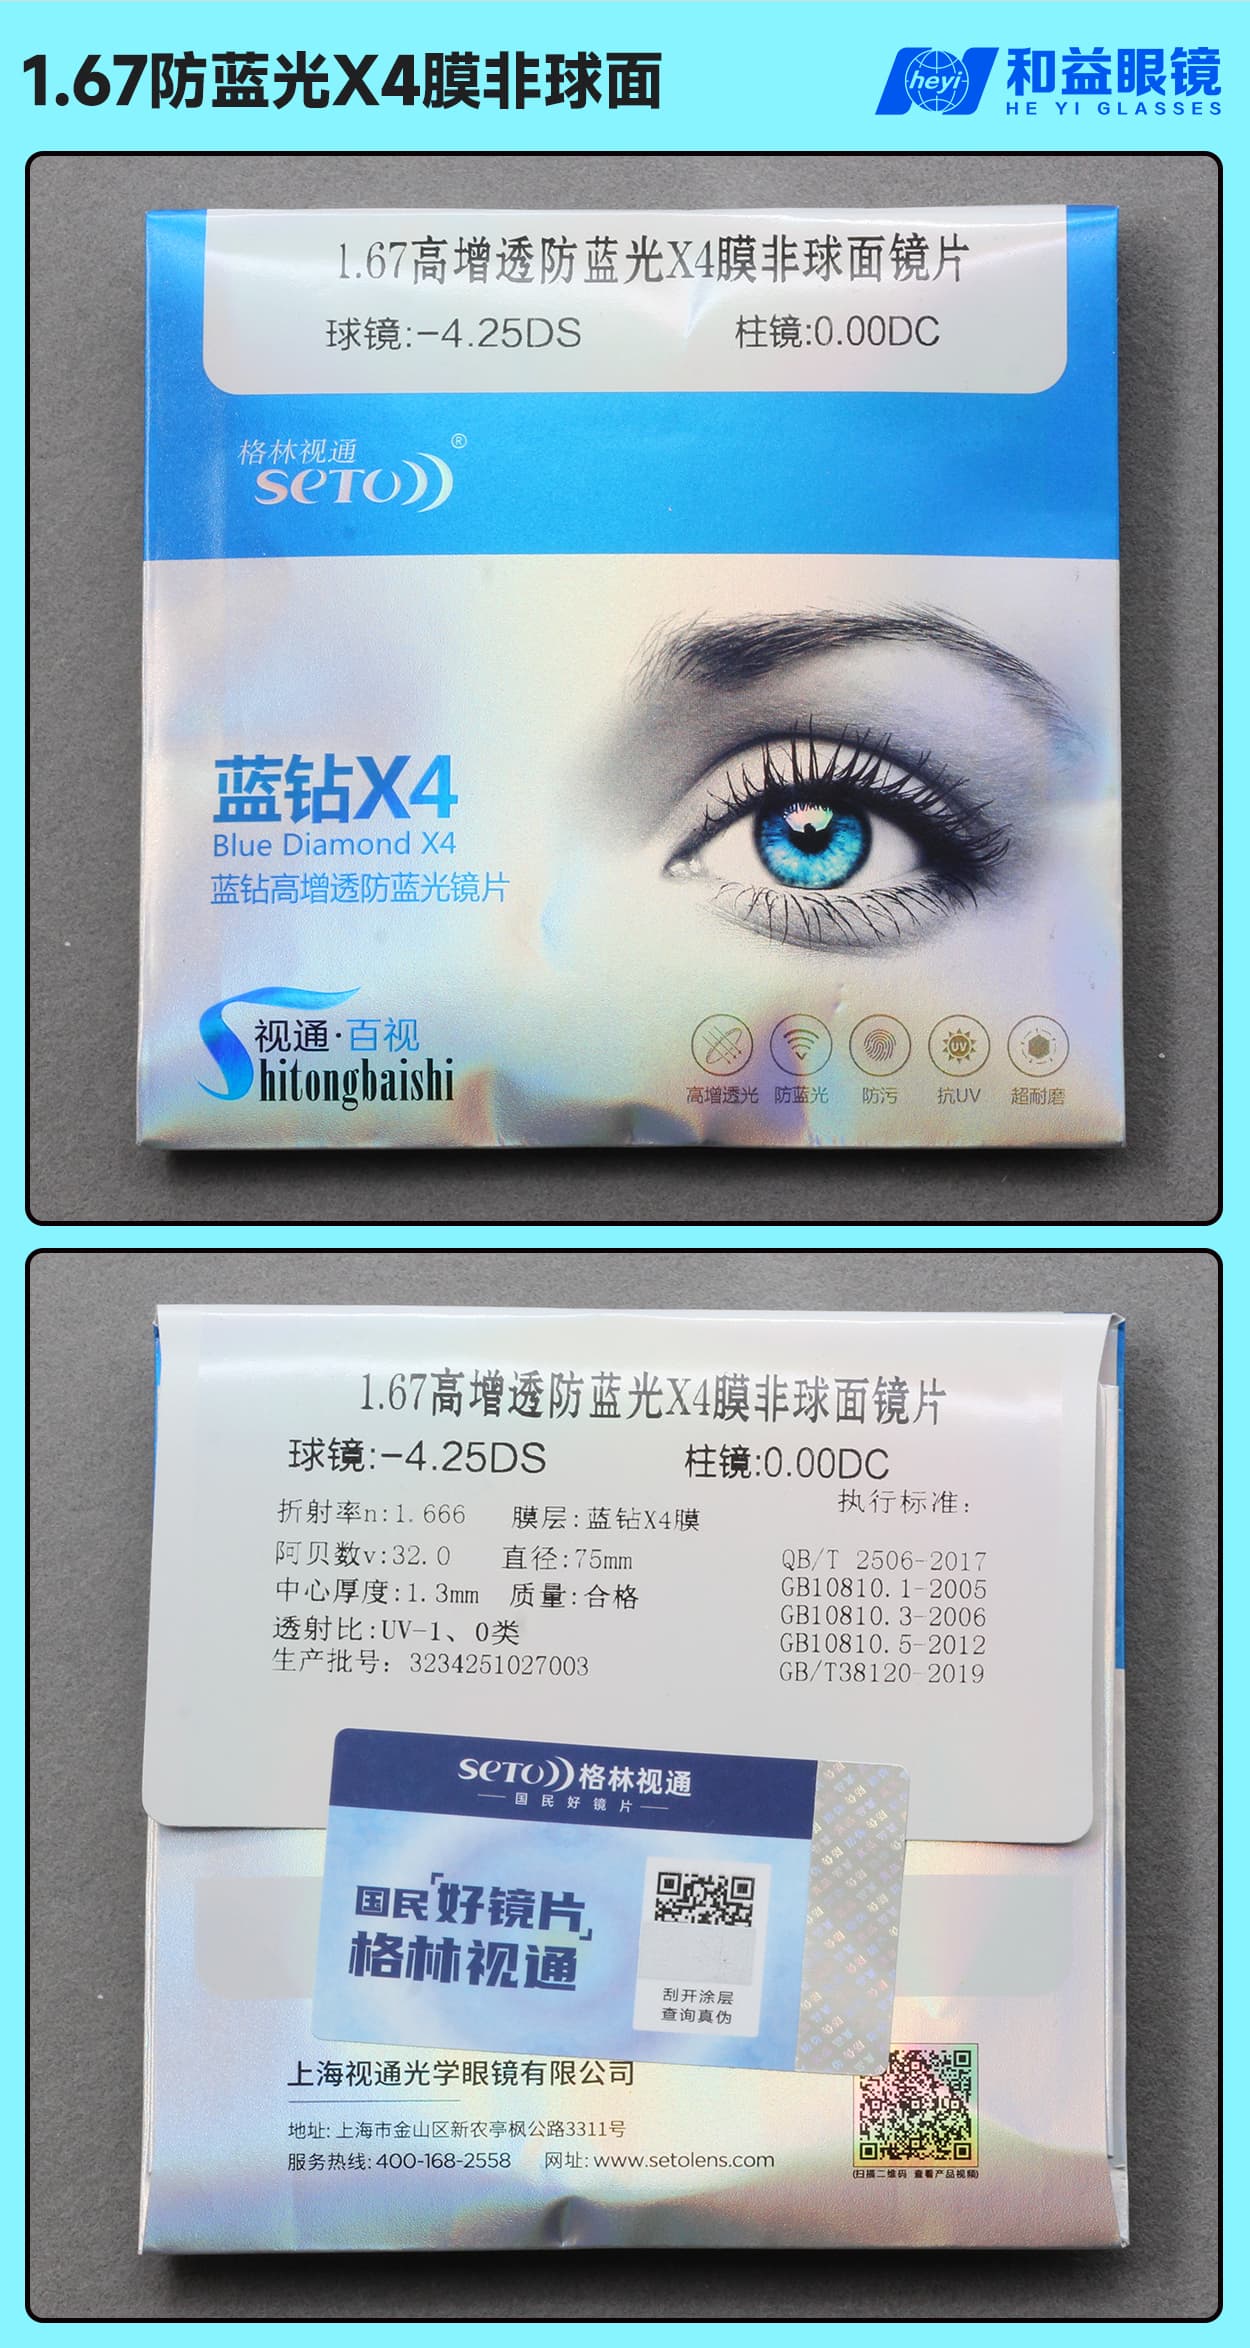 1.67防蓝光X4膜非球面
heyi
和益眼镜
HE YI GLASSES
1.67高增透防蓝光X4膜非球面镜片
球镜:-4.25DS 柱镜:0.00DC
格林视通
SETO ®
蓝钻X4
Blue Diamond X4
蓝钻高增透防蓝光镜片
视通·百视
Shitongbaishi
UV
高增透光 防蓝光 防污 抗UV 超耐磨
1.67高增透防蓝光X4膜非球面镜片
球镜:-4.25DS 柱镜:0.00DC
折射率n:1.666 膜层:蓝钻X4膜
阿贝数v:32.0 直径:75mm
中心厚度:1.3mm 质量:合格
透射比:UV-1、0类
生产批号: 3234251027003
执行标准:
QB/T 2506-2017
GB10810.1-2005
GB10810.3-2006
GB10810.5-2012
GB/T38120-2019
SETO 格林视通
国民好镜片
国民「好镜片」
格林视通
刮开涂层
查询真伪
上海视通光学眼镜有限公司
地址: 上海市金山区新农亭枫公路3311号
服务热线: 400-168-2558 网址: www.setolens.com
(扫描二维码 查看产品视频)